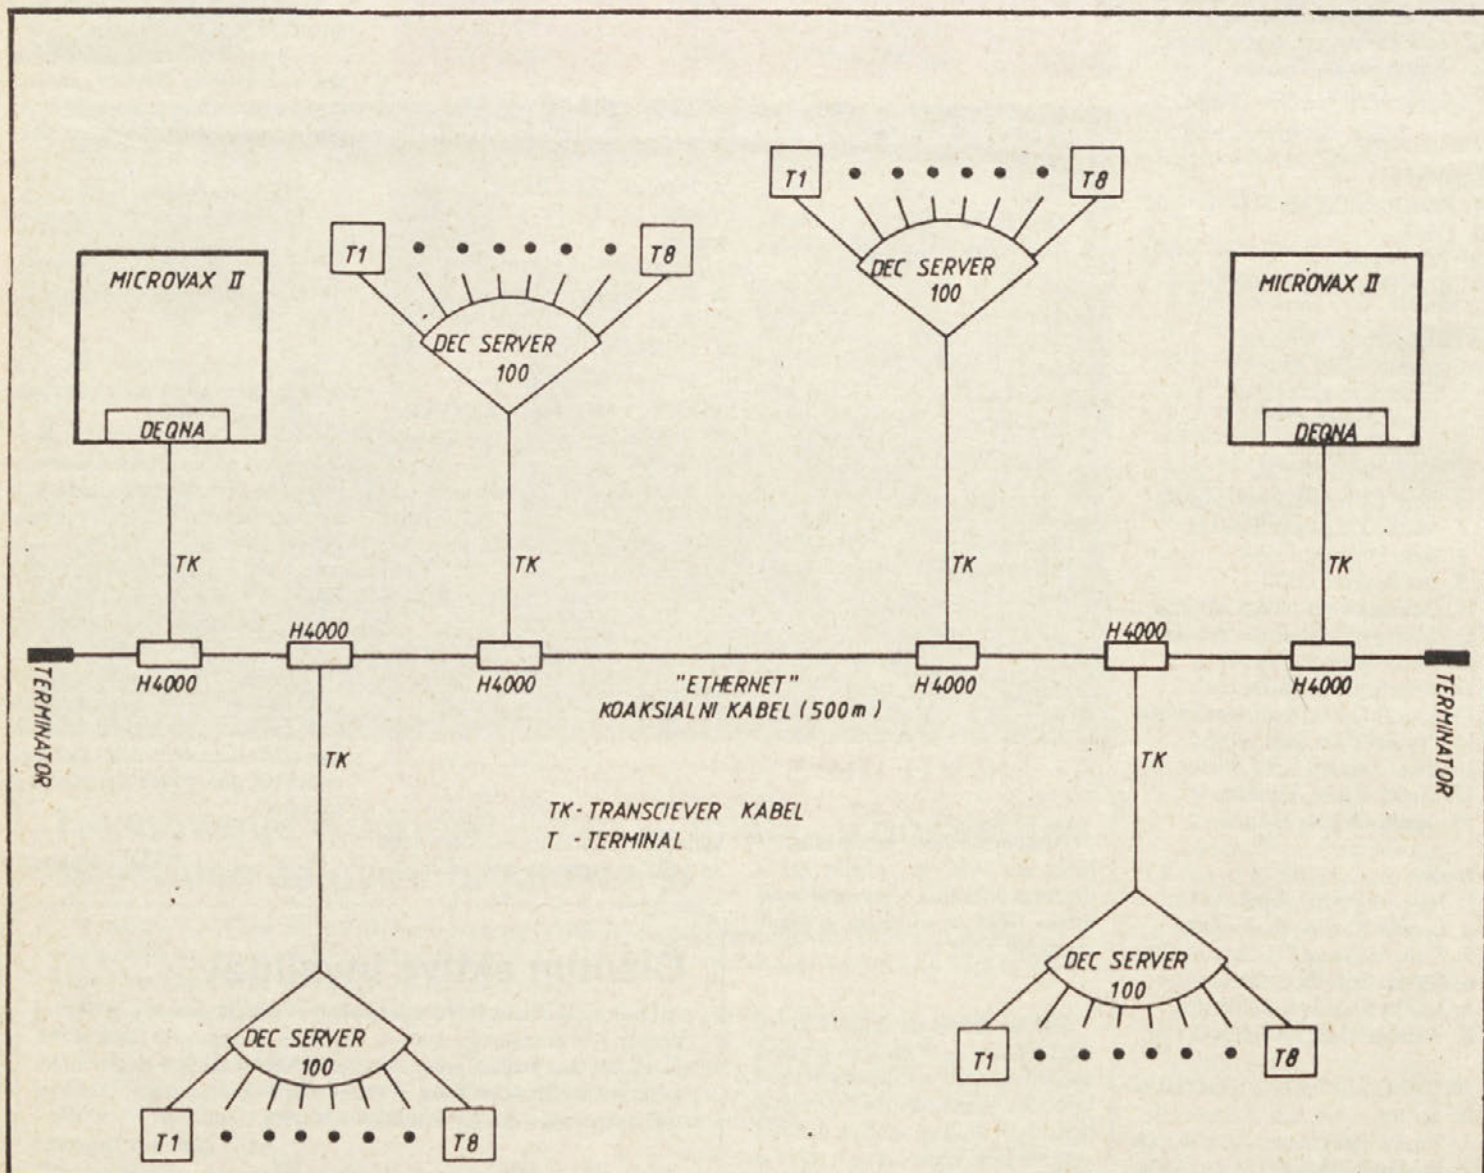 T1
T8
DEC SERVER
100
T1
T8
DEC SERVER
100
MICROVAX II
DEQNA
MICROVAX II
DEQNA
TK
TK
TK
TK
H4000
H4000
H4000
H4000
H4000
H4000
TERMINATOR
TERMINATOR
"ETHERNET"
KOAKSIALNI KABEL (500m)
TK
TK
TK - TRANSCIEVER KABEL
T - TERMINAL
DEC SERVER
100
T1
T8
DEC SERVER
100
T1
T8